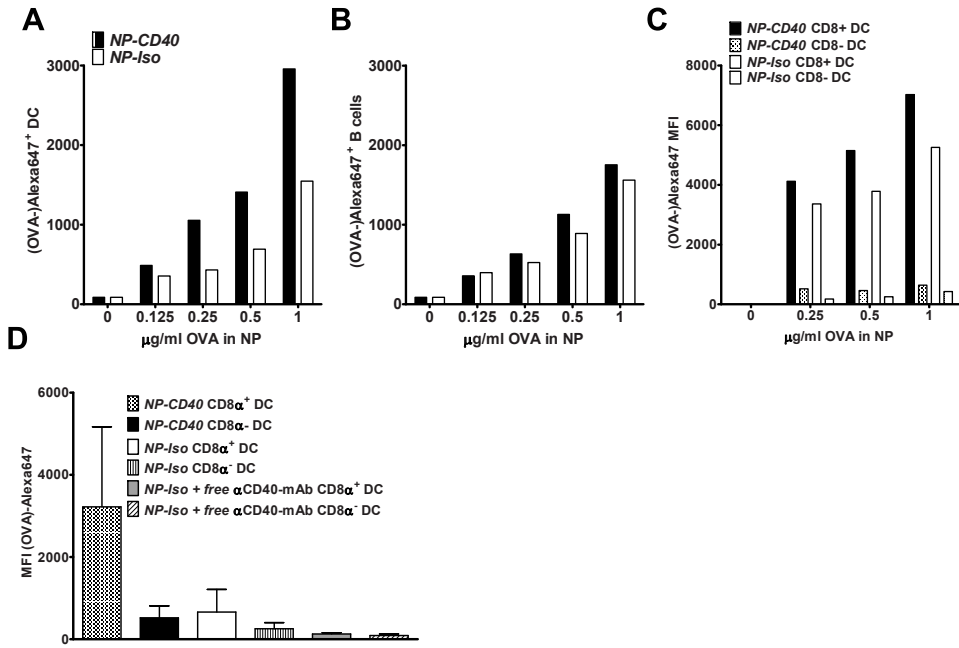 A
NP-CD40
NP-Iso
3000
2000
1000
0
(OVA-)Alexa647+ DC
0 0.125 0.25 0.5 1
μg/ml OVA in NP
B
3000
2000
1000
0
(OVA-)Alexa647+ B cells
0 0.125 0.25 0.5 1
μg/ml OVA in NP
C
NP-CD40 CD8+ DC
NP-CD40 CD8- DC
NP-Iso CD8+ DC
NP-Iso CD8- DC
8000
6000
4000
2000
0
(OVA-)Alexa647 MFI
0 0.25 0.5 1
μg/ml OVA in NP
D
6000
4000
2000
0
MFI (OVA)-Alexa647
NP-CD40 CD8α+ DC
NP-CD40 CD8α- DC
NP-Iso CD8α+ DC
NP-Iso CD8α- DC
NP-Iso + free αCD40-mAb CD8α+ DC
NP-Iso + free αCD40-mAb CD8α- DC